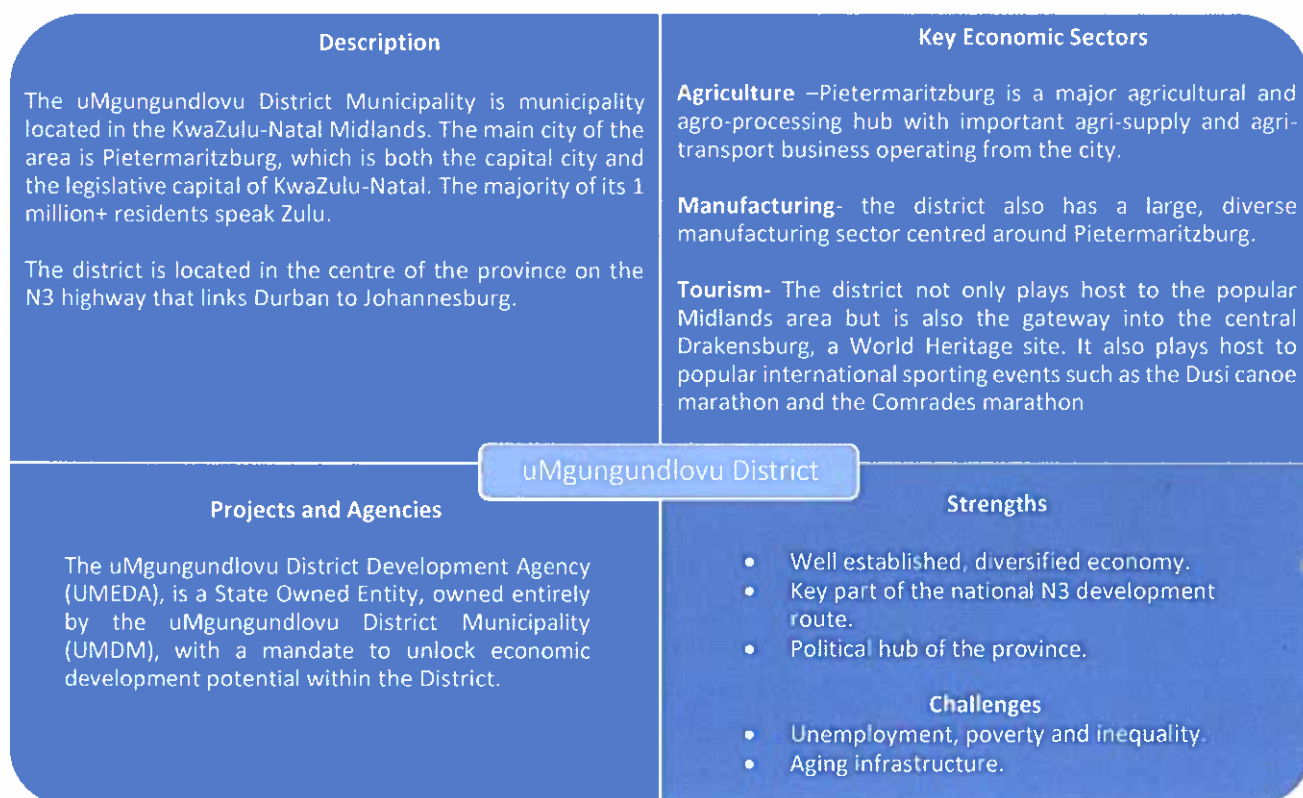 Description
The uMgungundlovu District Municipality is municipality
located in the KwaZulu-Natal Midlands. The main city of the
area is Pietermaritzburg, which is both the capital city and
the legislative capital of KwaZulu-Natal. The majority of its 1
million+ residents speak Zulu.
The district is located in the centre of the province on the
N3 highway that links Durban to Johannesburg.
Key Economic Sectors
Agriculture –Pietermaritzburg is a major agricultural and
agro-processing hub with important agri-supply and agri-
transport business operating from the city.
Manufacturing- the district also has a large, diverse
manufacturing sector centred around Pietermaritzburg.
Tourism- The district not only plays host to the popular
Midlands area but is also the gateway into the central
Drakensburg, a World Heritage site. It also plays host to
popular international sporting events such as the Dusi canoe
marathon and the Comrades marathon
uMgungundlovu District
Projects and Agencies
The uMgungundlovu District Development Agency
(UMEDA), is a State Owned Entity, owned entirely
by the uMgungundlovu District Municipality
(UMDM), with a mandate to unlock economic
development potential within the District.
Strengths
• Well established, diversified economy.
• Key part of the national N3 development
route.
• Political hub of the province.
Challenges
• Unemployment, poverty and inequality.
• Aging infrastructure.